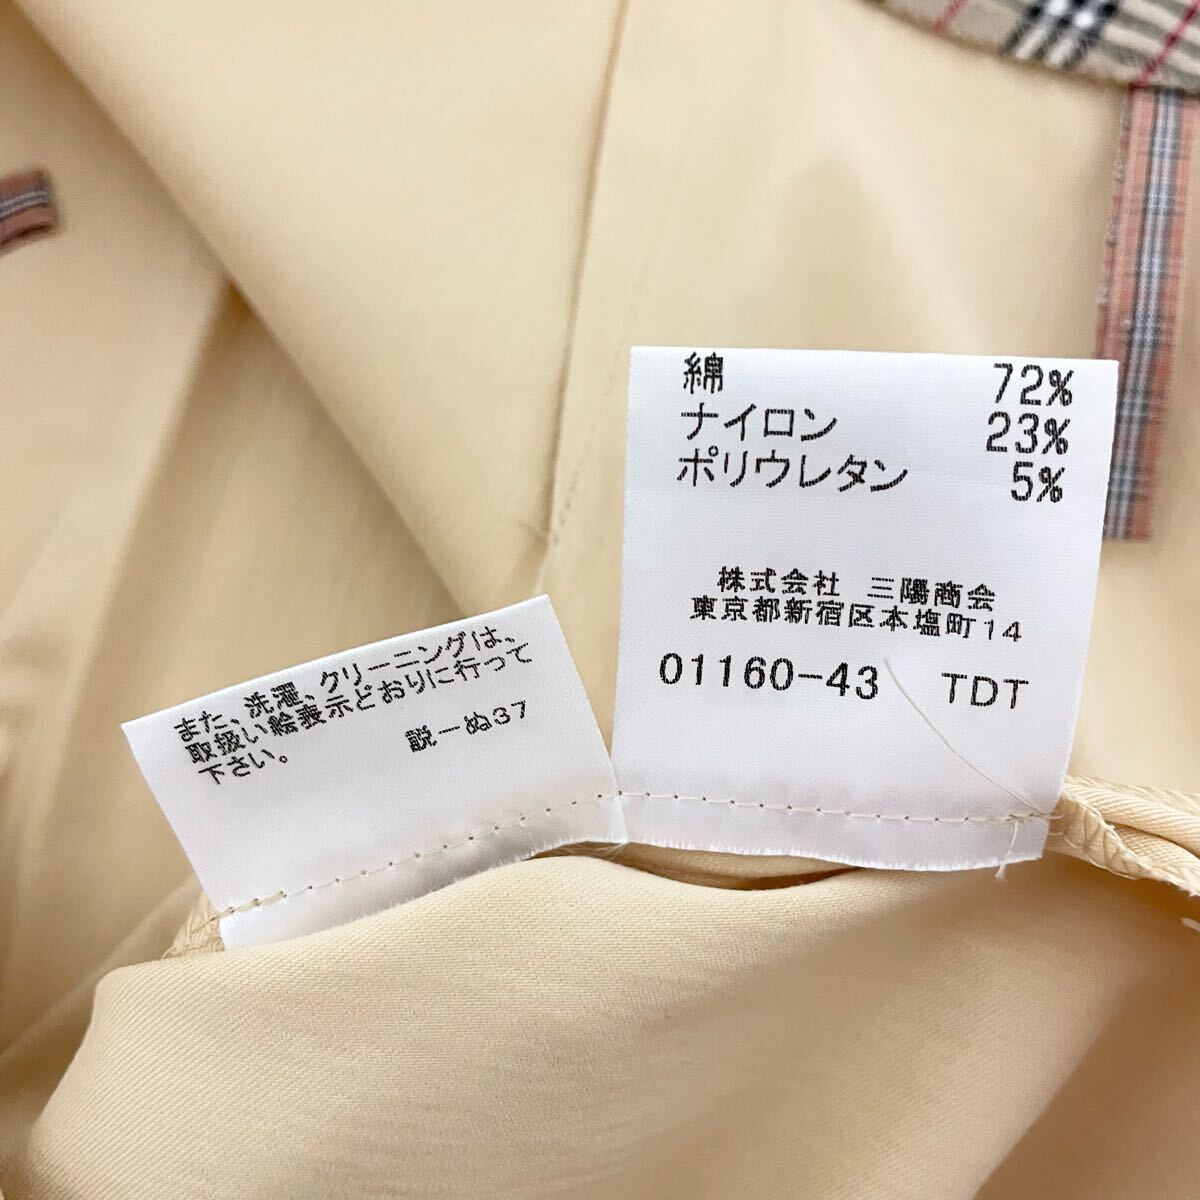 綿 72%
ナイロン 23%
ポリウレタン 5%
株式会社 三陽商会
東京都新宿区本塩町14
01160-43 TDT
また、洗濯、クリーニングは、
取扱い絵表示どおりに行って
下さい。
説-ぬ37